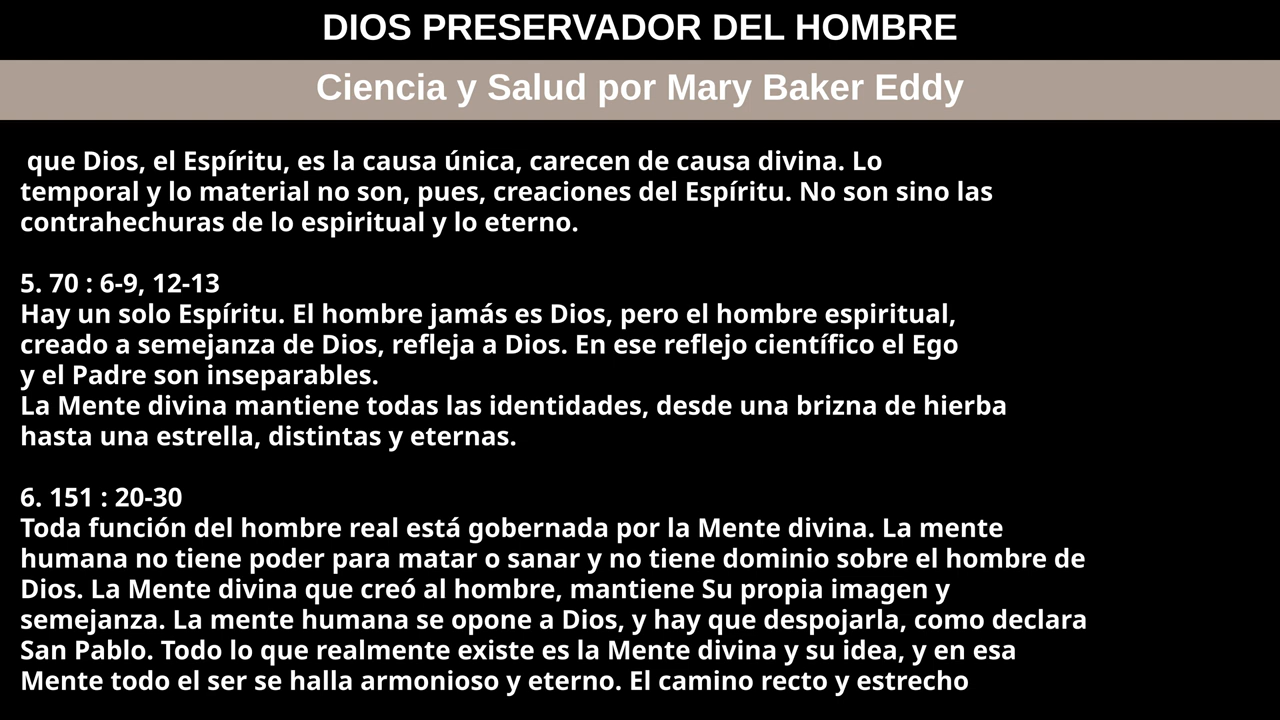 DIOS PRESERVADOR DEL HOMBRE
Ciencia y Salud por Mary Baker Eddy
que Dios, el Espíritu, es la causa única, carecen de causa divina. Lo
temporal y lo material no son, pues, creaciones del Espíritu. No son sino las
contrahechuras de lo espiritual y lo eterno.
5. 70 : 6-9, 12-13
Hay un solo Espíritu. El hombre jamás es Dios, pero el hombre espiritual,
creado a semejanza de Dios, refleja a Dios. En ese reflejo científico el Ego
y el Padre son inseparables.
La Mente divina mantiene todas las identidades, desde una brizna de hierba
hasta una estrella, distintas y eternas.
6. 151 : 20-30
Toda función del hombre real está gobernada por la Mente divina. La mente
humana no tiene poder para matar o sanar y no tiene dominio sobre el hombre de
Dios. La Mente divina que creó al hombre, mantiene Su propia imagen y
semejanza. La mente humana se opone a Dios, y hay que despojarla, como declara
San Pablo. Todo lo que realmente existe es la Mente divina y su idea, y en esa
Mente todo el ser se halla armonioso y eterno. El camino recto y estrecho